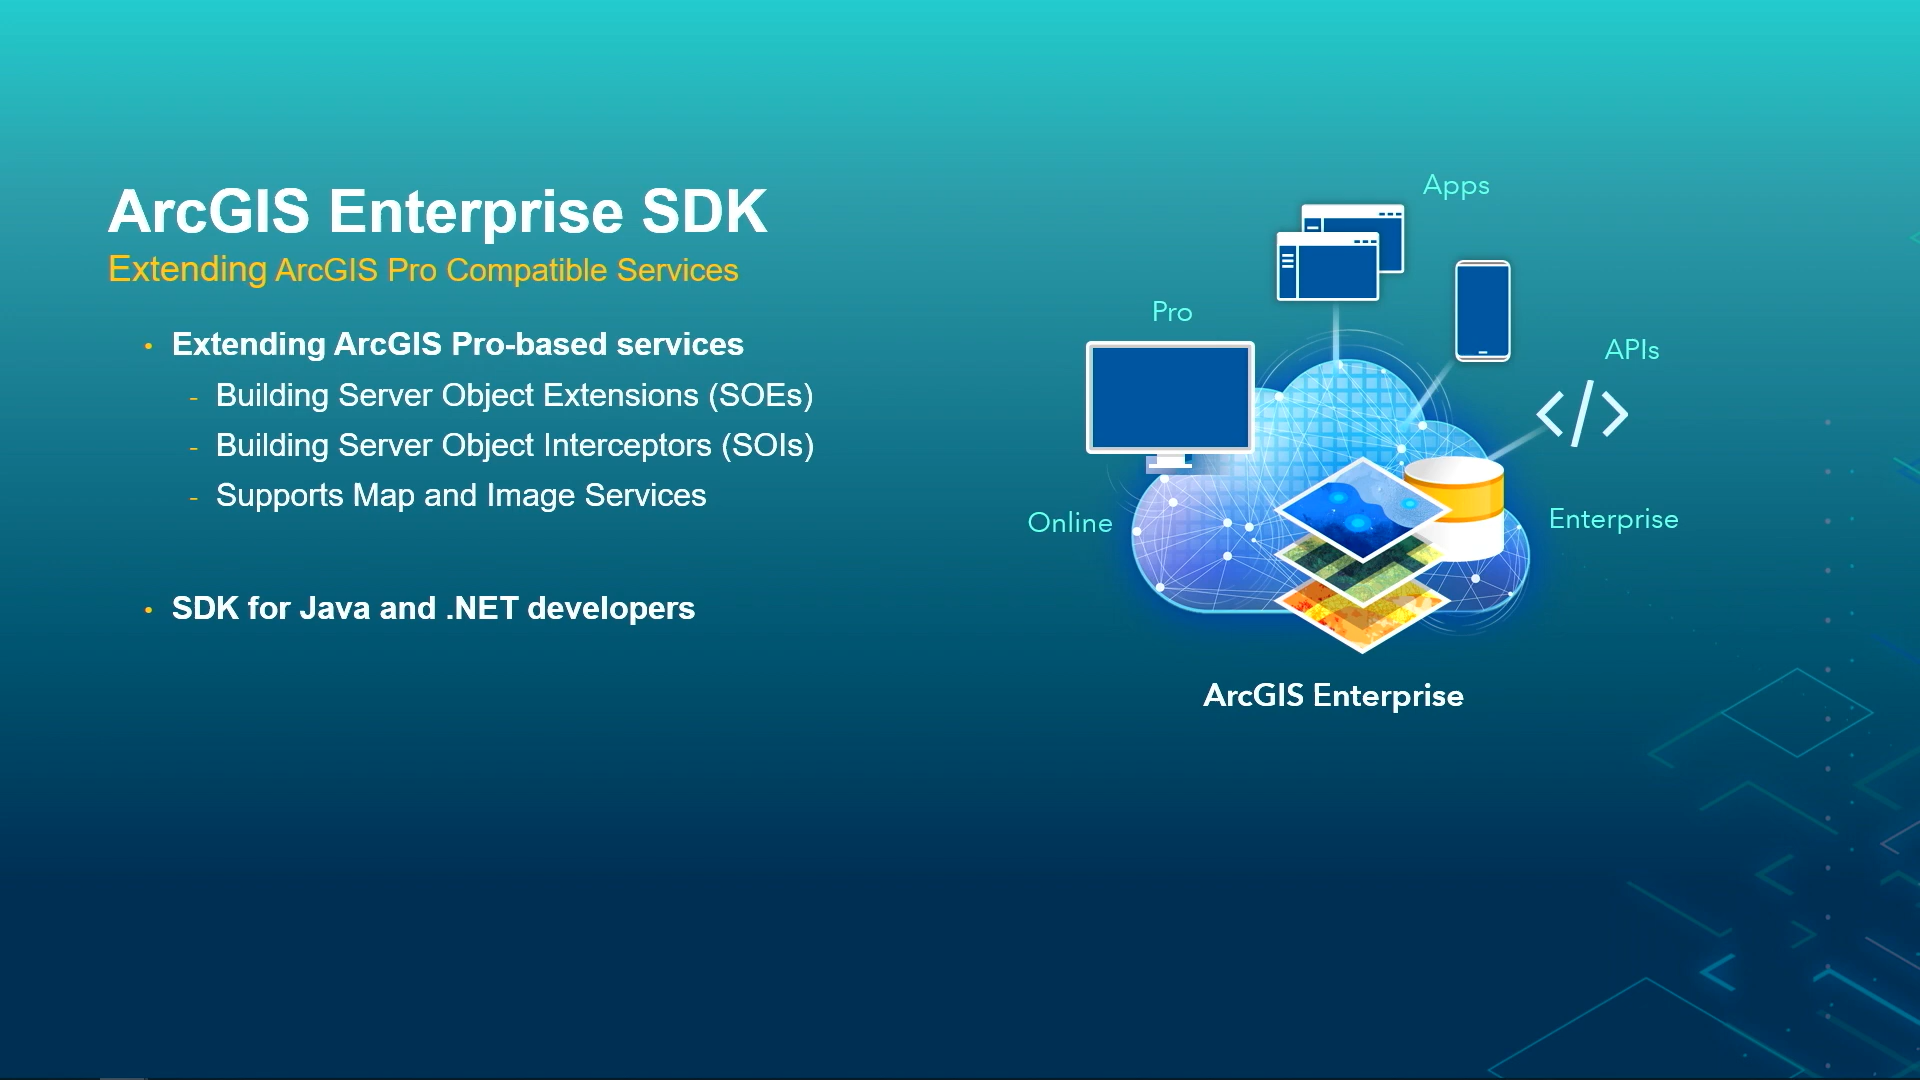 ArcGIS Enterprise SDK
Extending ArcGIS Pro Compatible Services
• Extending ArcGIS Pro-based services
- Building Server Object Extensions (SOEs)
- Building Server Object Interceptors (SOIs)
- Supports Map and Image Services
• SDK for Java and .NET developers
Apps
Pro
APIs
</>
Online
Enterprise
ArcGIS Enterprise